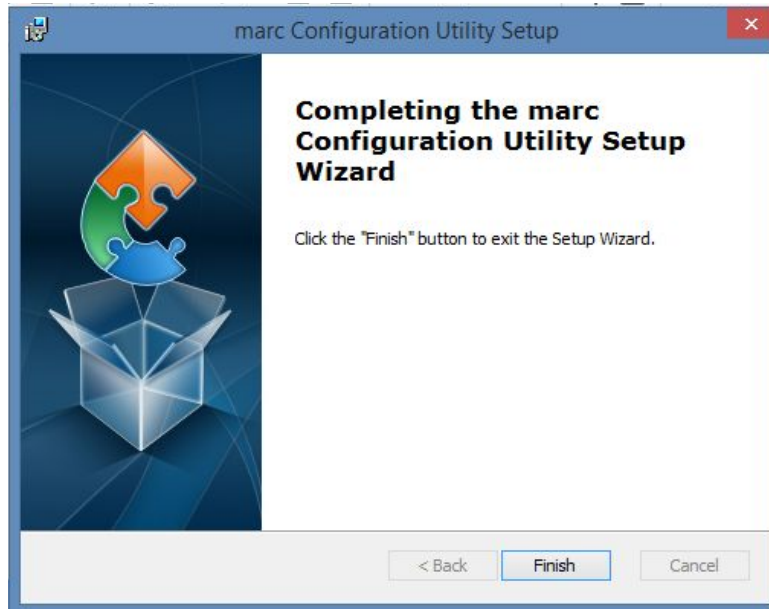 marc Configuration Utility Setup
Completing the marc
Configuration Utility Setup
Wizard
Click the "Finish" button to exit the Setup Wizard.
< Back
Finish
Cancel